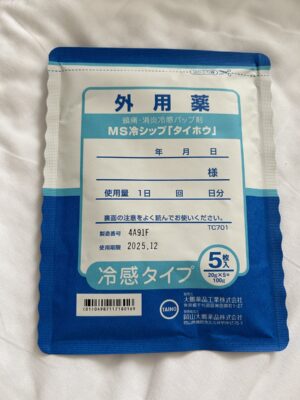 外用薬
鎮痛・消炎冷感パップ剤
MS冷シップ「タイホウ」
年 月 日
様
使用量 1日 回 日分
裏面の注意をよく読んでお使いください。
TC701
製造番号 4A91F
使用期限 2025.12
5枚入
20g×5=
100g
冷感タイプ
TAIHO
大鵬薬品工業株式会社
岡山大鵬薬品株式会社